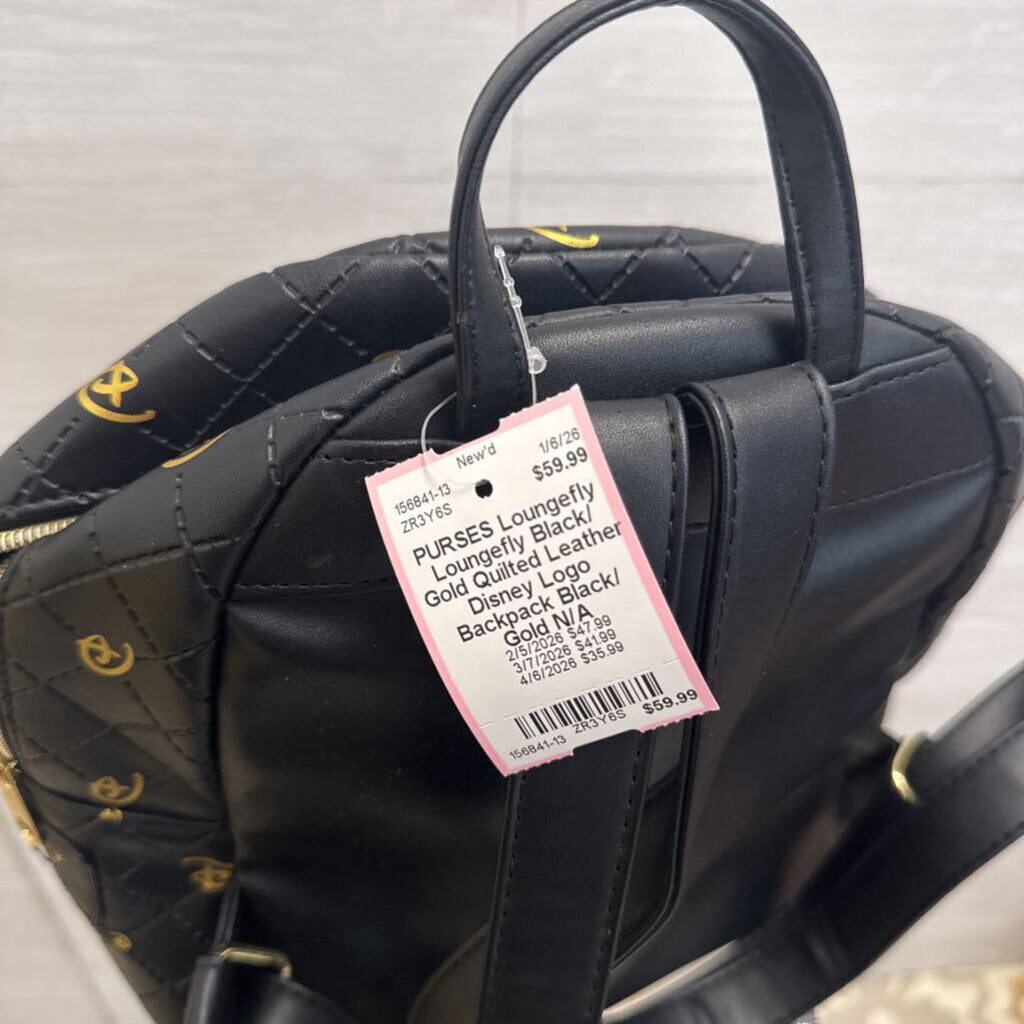 New'd
156841-13 1/6/26
ZR3Y6S $59.99
PURSES Loungefly
Loungefly Black/
Gold Quilted Leather
Disney Logo
Backpack Black/
Gold N/A
2/5/2026 $47.99
3/7/2026 $41.99
4/6/2026 $35.99
156841-13 ZR3Y6S $59.99